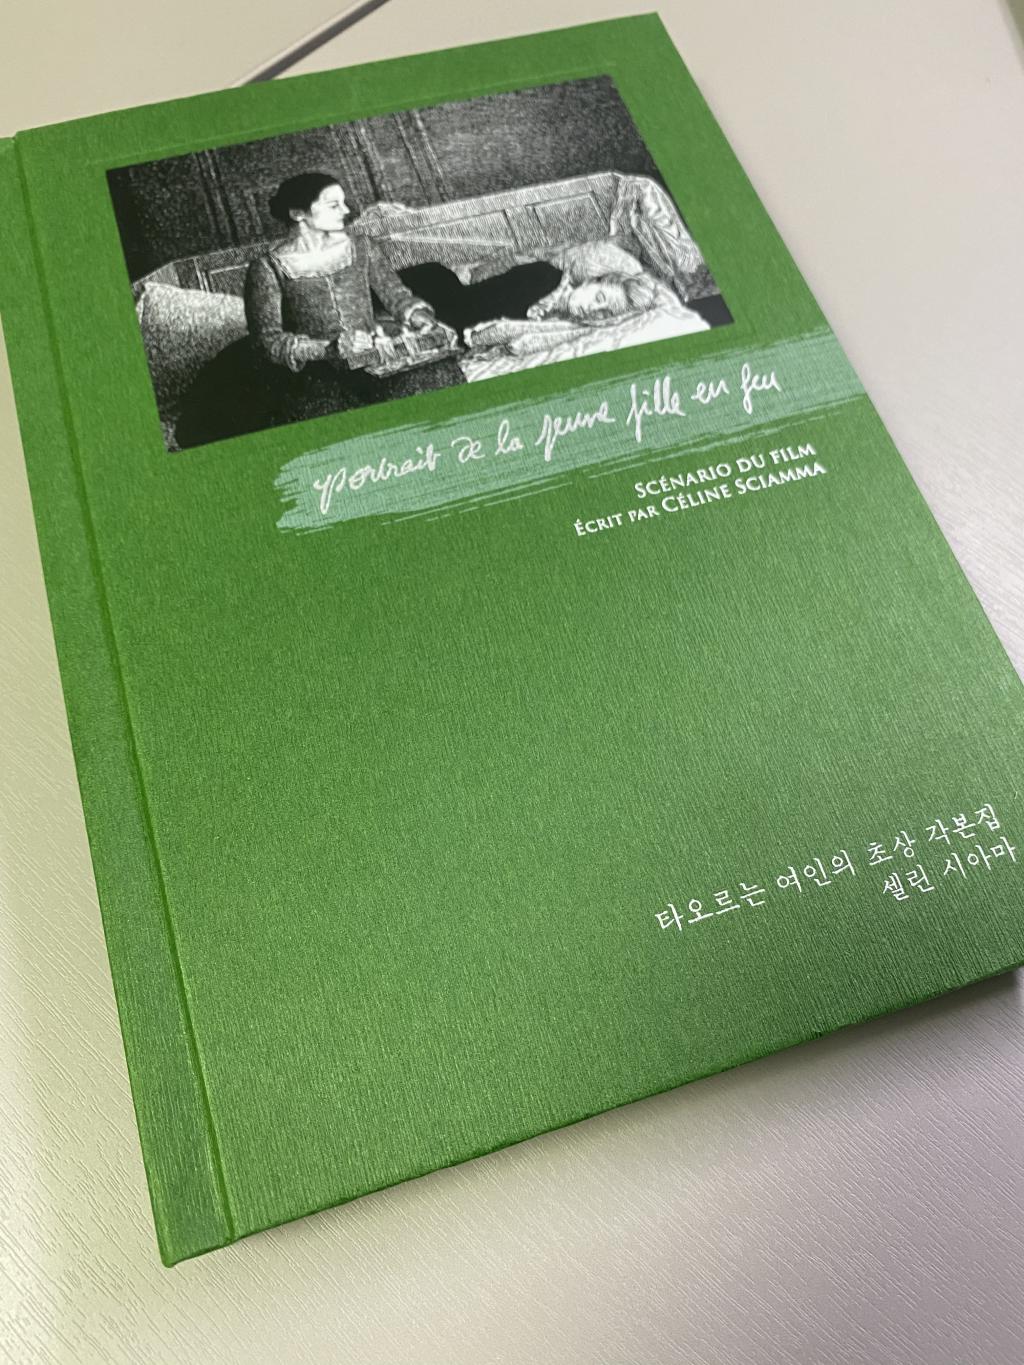 portrait de la jeune fille en feu
SCÉNARIO DU FILM
ÉCRIT PAR CÉLINE SCIAMMA
타오르는 여인의 초상 각본집
셀린 시아마